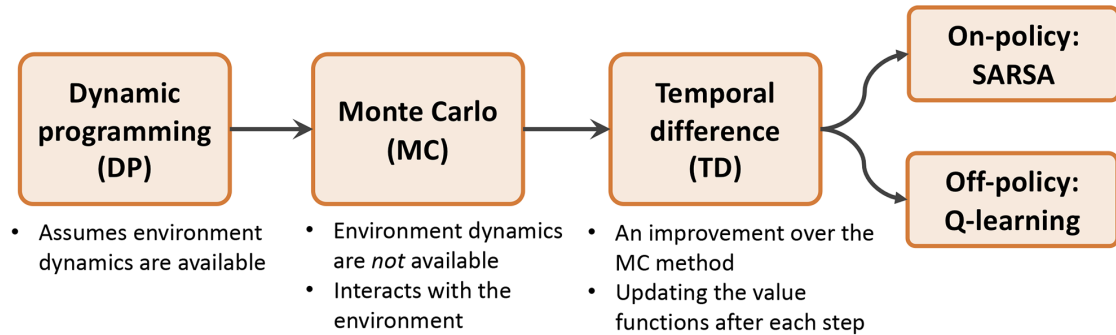 Dynamic
programming
(DP)
• Assumes environment
dynamics are available
Monte Carlo
(MC)
• Environment dynamics
are not available
• Interacts with the
environment
Temporal
difference
(TD)
• An improvement over the
MC method
• Updating the value
functions after each step
On-policy:
SARSA
Off-policy:
Q-learning